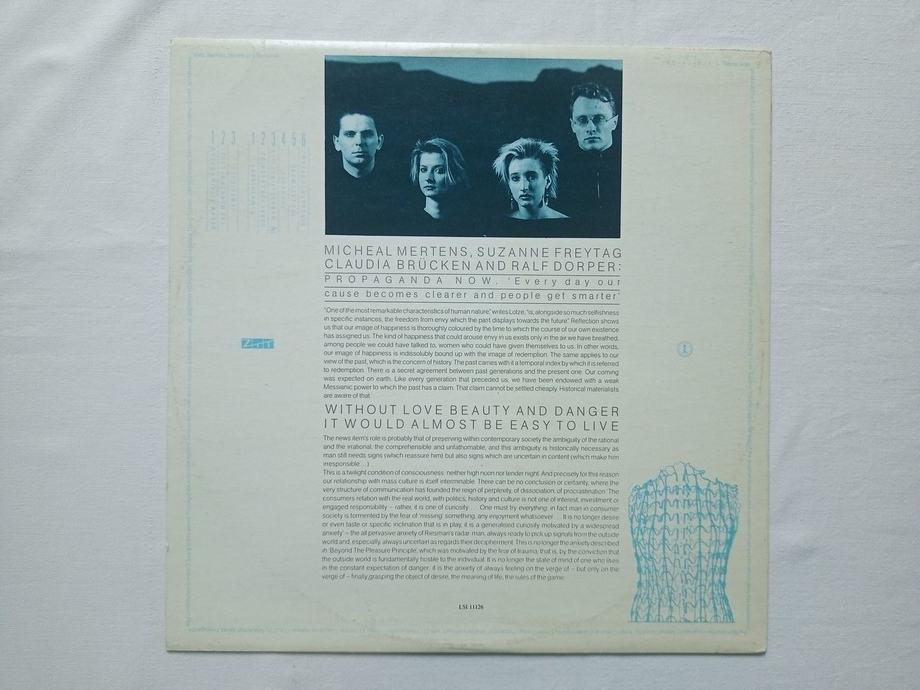 1 2 3 1 2 3 4 5 6
MICHEAL MERTENS, SUZANNE FREYTAG
CLAUDIA BRÜCKEN AND RALF DORPER:
PROPAGANDA NOW. 'Every day our
cause becomes clearer and people get smarter'
"One of the most remarkable characteristics of human nature," writes Lotze, "is, alongside so much selfishness
in specific instances, the freedom from envy which the past displays towards the future." Reflection shows
us that our image of happiness is thoroughly coloured by the time to which the course of our own existence
has assigned us. The kind of happiness that could arouse envy in us exists only in the air we have breathed,
among people we could have talked to, women who could have given themselves to us. In other words,
our image of happiness is indissolubly bound up with the image of redemption. The same applies to our
view of the past, which is the concern of history. The past carries with it a temporal index by which it is referred
to redemption. There is a secret agreement between past generations and the present one. Our coming
was expected on earth. Like every generation that preceded us, we have been endowed with a weak
Messianic power to which the past has a claim. That claim cannot be settled cheaply. Historical materialists
are aware of that.
WITHOUT LOVE BEAUTY AND DANGER
IT WOULD ALMOST BE EASY TO LIVE
The news item's role is probably that of preserving within contemporary society the ambiguity of the rational
and the irrational, the comprehensible and unfathomable, and this ambiguity is historically necessary as
man still needs signs (which reassure him) but also signs which are uncertain in content (which make him
irresponsible...)
This is a twilight condition of consciousness: neither high noon nor tender night. And precisely for this reason
our relationship with mass culture is itself interminable. There can be no conclusion or certainty, where the
very structure of communication has founded the reign of perplexity, of dissociation, of procrastination. The
consumers relation with the real world, with politics, history and culture is not one of interest, investment or
engaged responsibility – rather, it is one of curiosity... One must try everything: in fact man in consumer
society is tormented by the fear of 'missing' something, any enjoyment whatsoever... It is no longer desire
or even taste or specific inclination that is in play, it is a generalised curiosity motivated by a widespread
anxiety' – the all pervasive anxiety of Riesman's radar-man, always ready to pick up signals from the outside
world and, especially, always uncertain as regards their decipherment. This is no longer the anxiety described
in 'Beyond The Pleasure Principle', which was motivated by the fear of trauma, that is, by the conviction that
the outside world is fundamentally hostile to the individual. It is no longer the state of mind of one who lives
in the constant expectation of danger, it is the anxiety of always feeling on the verge of – but only on the
verge of – finally grasping the object of desire, the meaning of life, the rules of the game.
LSI 11126